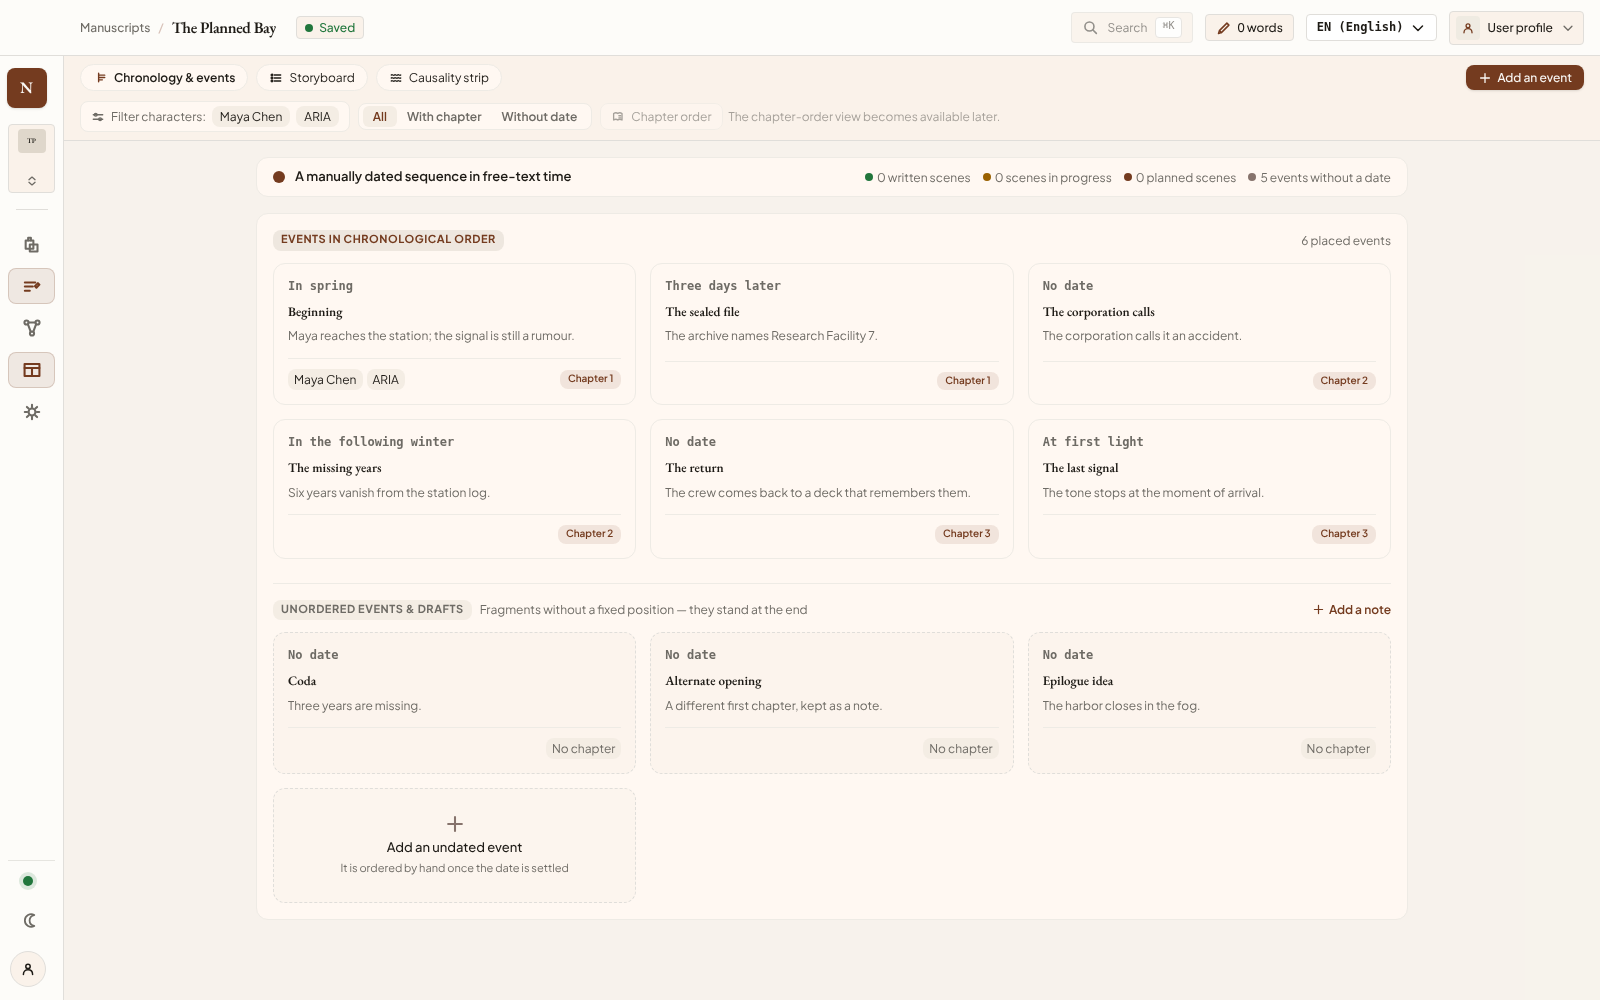 Manuscripts / The Planned Bay
Saved
Search ⌘K
0 words
EN (English)
User profile
N
TP
Chronology & events
Storyboard
Causality strip
Add an event
Filter characters: Maya Chen ARIA
All With chapter Without date
Chapter order
The chapter-order view becomes available later.
A manually dated sequence in free-text time
0 written scenes
0 scenes in progress
0 planned scenes
5 events without a date
EVENTS IN CHRONOLOGICAL ORDER
6 placed events
In spring
Beginning
Maya reaches the station; the signal is still a rumour.
Maya Chen ARIA
Chapter 1
Three days later
The sealed file
The archive names Research Facility 7.
Chapter 1
No date
The corporation calls
The corporation calls it an accident.
Chapter 2
In the following winter
The missing years
Six years vanish from the station log.
Chapter 2
No date
The return
The crew comes back to a deck that remembers them.
Chapter 3
At first light
The last signal
The tone stops at the moment of arrival.
Chapter 3
UNORDERED EVENTS & DRAFTS
Fragments without a fixed position — they stand at the end
Add a note
No date
Coda
Three years are missing.
No chapter
No date
Alternate opening
A different first chapter, kept as a note.
No chapter
No date
Epilogue idea
The harbor closes in the fog.
No chapter
Add an undated event
It is ordered by hand once the date is settled